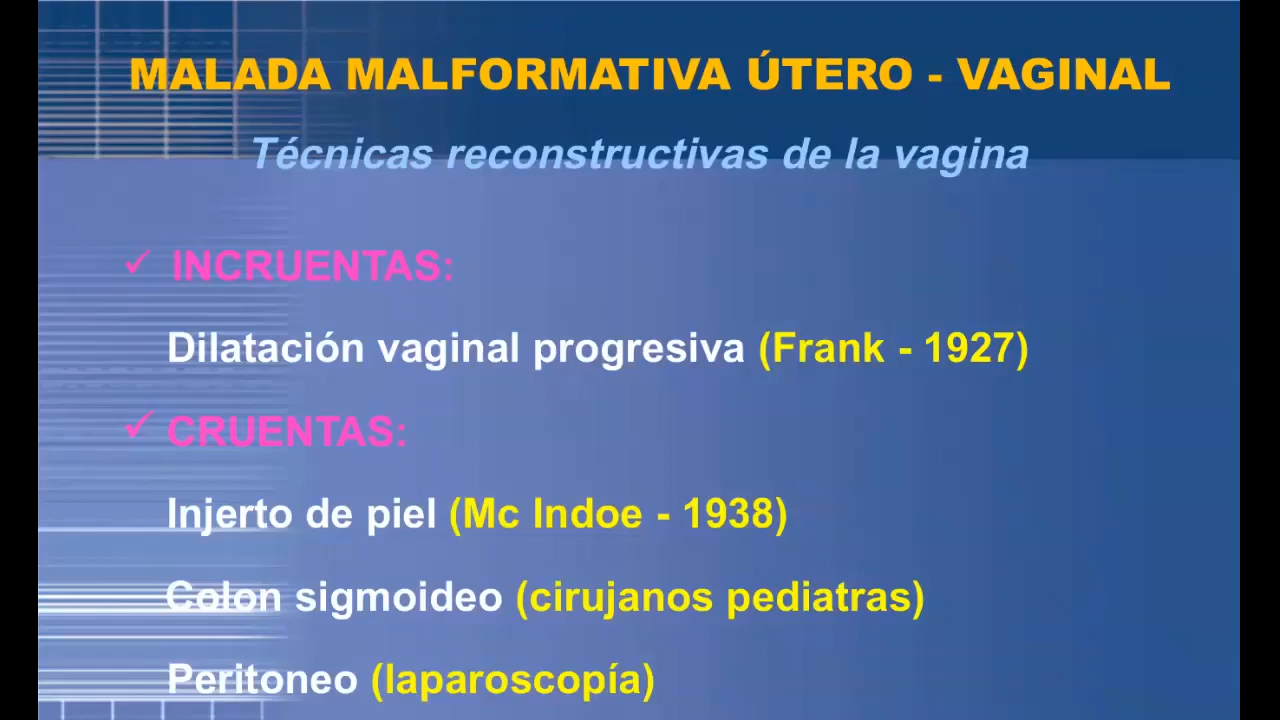 MALADA MALFORMATIVA ÚTERO - VAGINAL
Técnicas reconstructivas de la vagina
✓ INCRUENTAS:
Dilatación vaginal progresiva (Frank - 1927)
✓ CRUENTAS:
Injerto de piel (Mc Indoe - 1938)
Colon sigmoideo (cirujanos pediatras)
Peritoneo (laparoscopía)